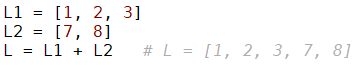 L1 = [1, 2, 3]
L2 = [7, 8]
L = L1 + L2   # L = [1, 2, 3, 7, 8]